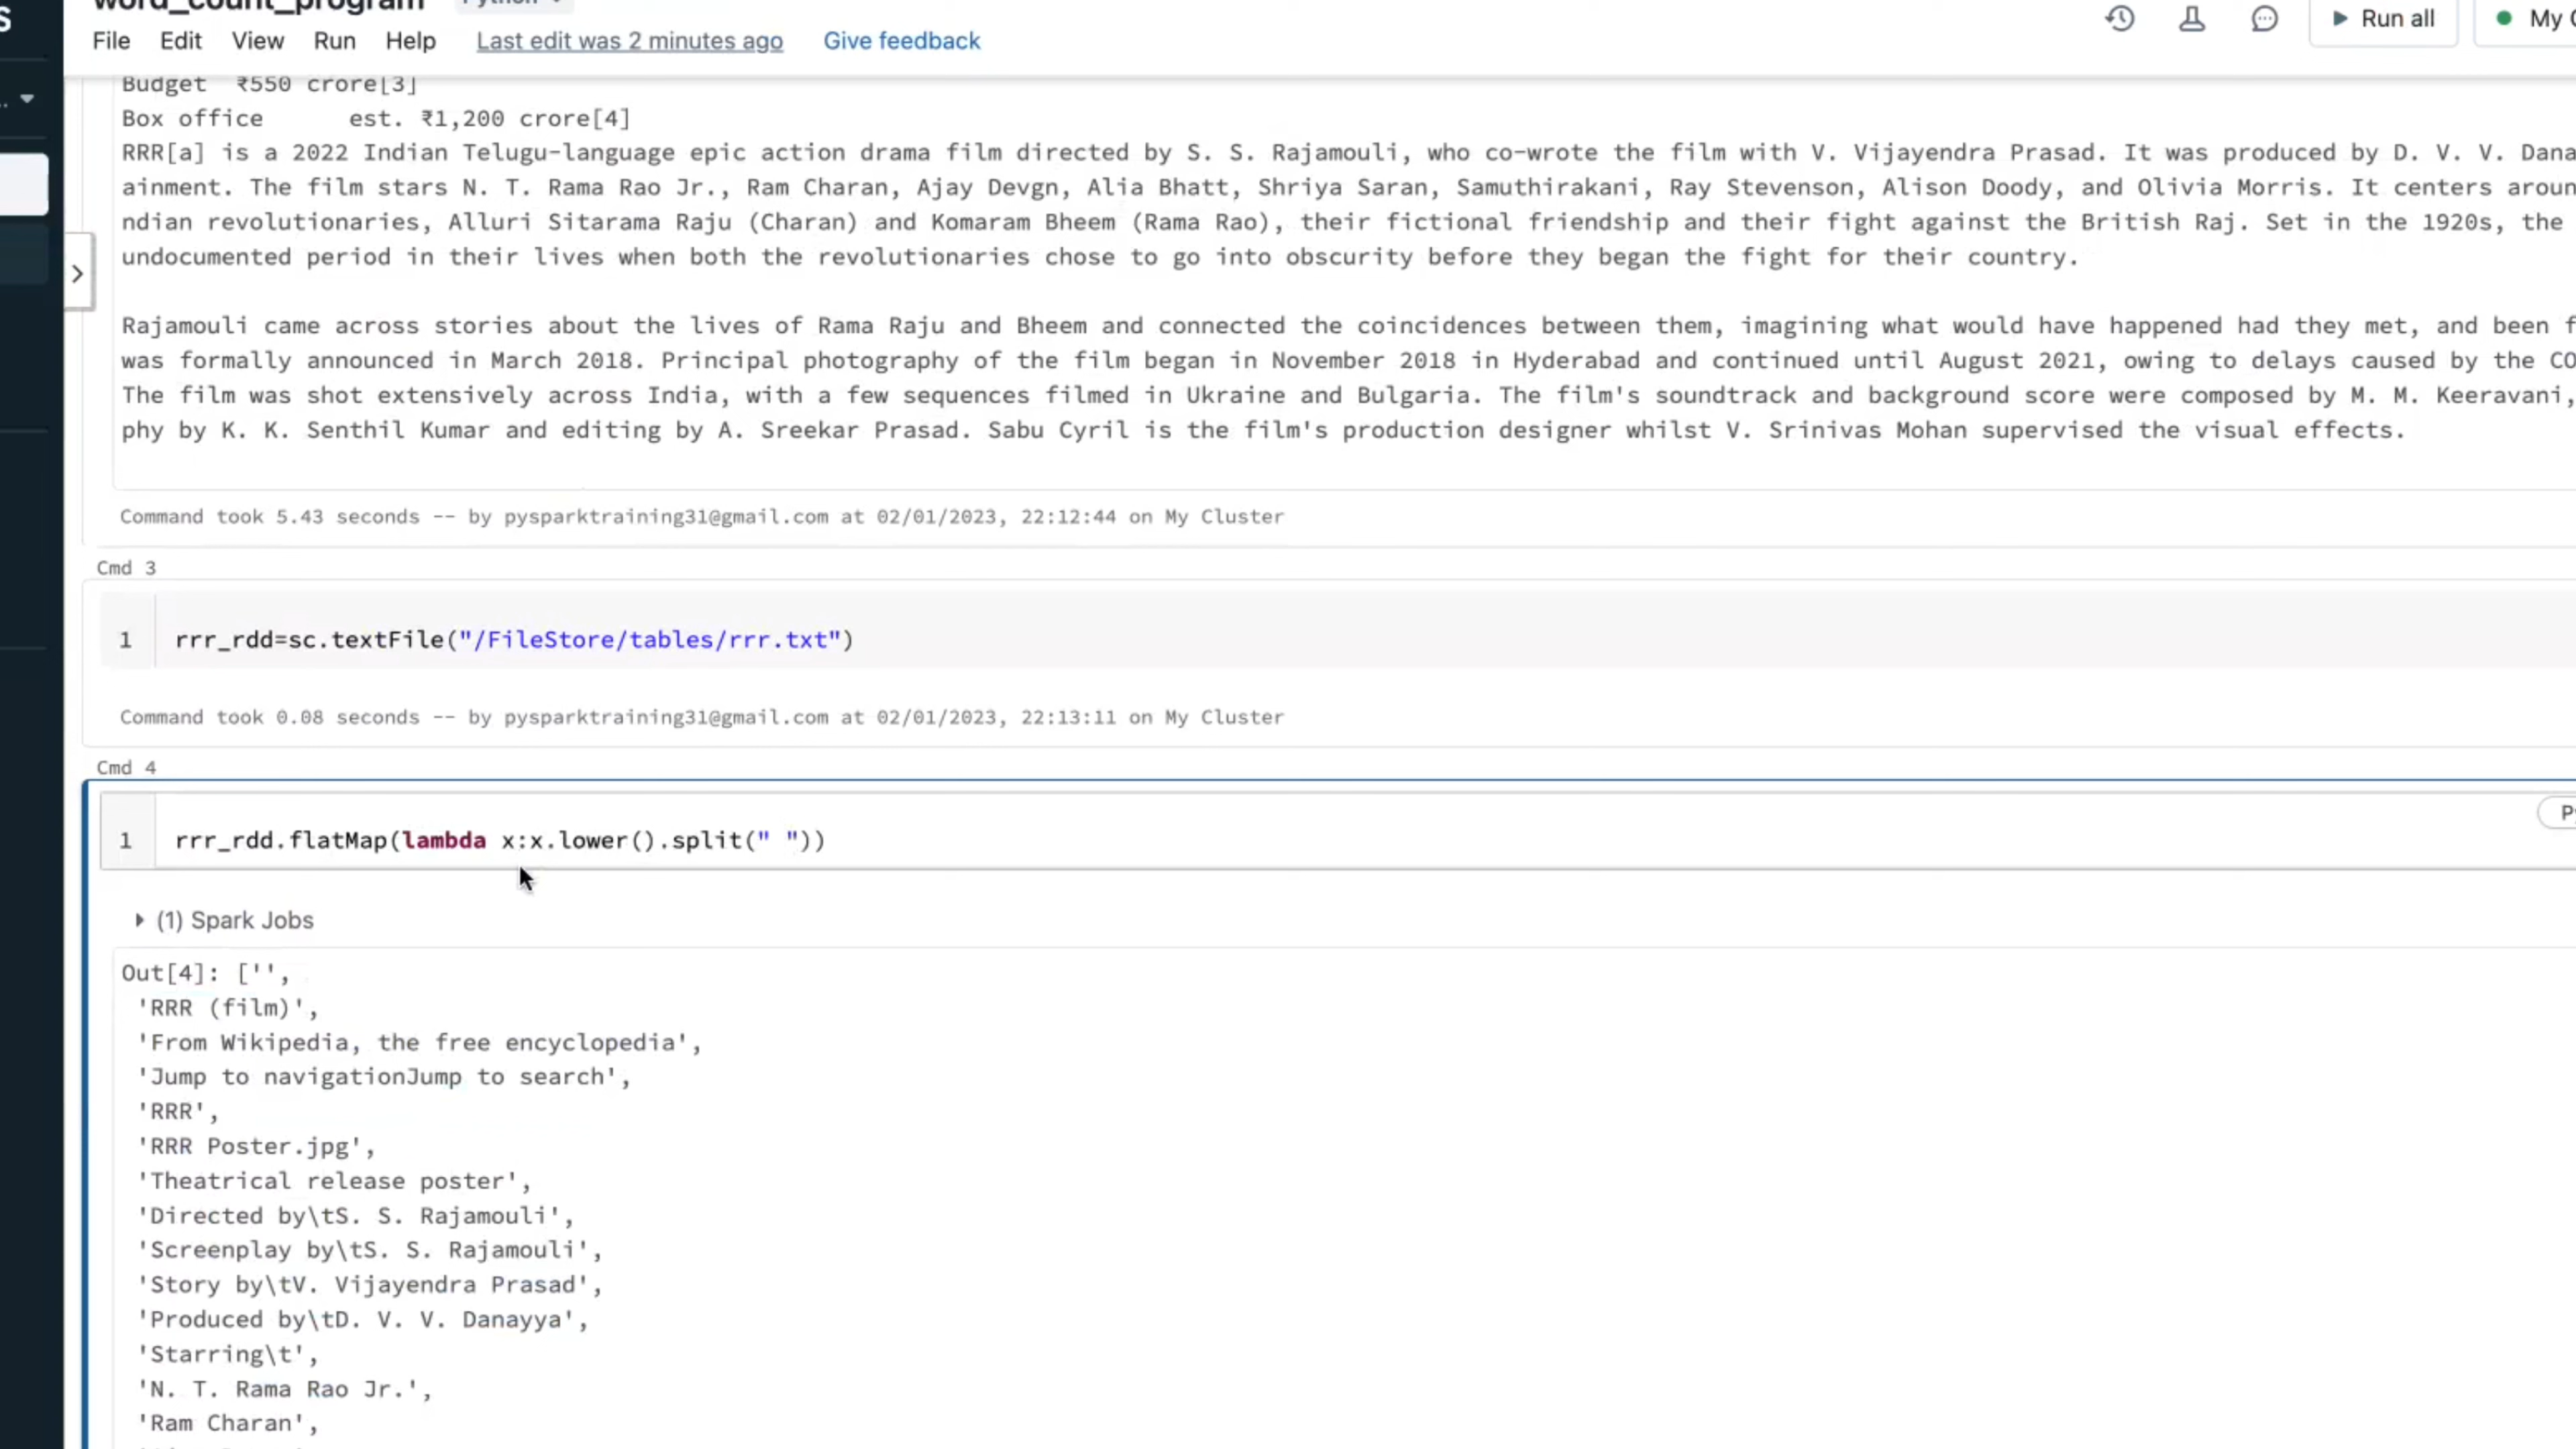 S
word_count_program Python
File Edit View Run Help Last edit was 2 minutes ago Give feedback
Run all
My
Budget ₹550 crore[3]
Box office est. ₹1,200 crore[4]
RRR[a] is a 2022 Indian Telugu-language epic action drama film directed by S. S. Rajamouli, who co-wrote the film with V. Vijayendra Prasad. It was produced by D. V. V. Dana
ainment. The film stars N. T. Rama Rao Jr., Ram Charan, Ajay Devgn, Alia Bhatt, Shriya Saran, Samuthirakani, Ray Stevenson, Alison Doody, and Olivia Morris. It centers aroun
ndian revolutionaries, Alluri Sitarama Raju (Charan) and Komaram Bheem (Rama Rao), their fictional friendship and their fight against the British Raj. Set in the 1920s, the
undocumented period in their lives when both the revolutionaries chose to go into obscurity before they began the fight for their country.
Rajamouli came across stories about the lives of Rama Raju and Bheem and connected the coincidences between them, imagining what would have happened had they met, and been f
was formally announced in March 2018. Principal photography of the film began in November 2018 in Hyderabad and continued until August 2021, owing to delays caused by the CO
The film was shot extensively across India, with a few sequences filmed in Ukraine and Bulgaria. The film's soundtrack and background score were composed by M. M. Keeravani,
phy by K. K. Senthil Kumar and editing by A. Sreekar Prasad. Sabu Cyril is the film's production designer whilst V. Srinivas Mohan supervised the visual effects.
Command took 5.43 seconds -- by pysparktraining31@gmail.com at 02/01/2023, 22:12:44 on My Cluster
Cmd 3
1 rrr_rdd=sc.textFile("/FileStore/tables/rrr.txt")
Command took 0.08 seconds -- by pysparktraining31@gmail.com at 02/01/2023, 22:13:11 on My Cluster
Cmd 4
1 rrr_rdd.flatMap(lambda x:x.lower().split(" "))
(1) Spark Jobs
Out[4]: ['',
'RRR (film)',
'From Wikipedia, the free encyclopedia',
'Jump to navigationJump to search',
'RRR',
'RRR Poster.jpg',
'Theatrical release poster',
'Directed by\tS. S. Rajamouli',
'Screenplay by\tS. S. Rajamouli',
'Story by\tV. Vijayendra Prasad',
'Produced by\tD. V. V. Danayya',
'Starring\t',
'N. T. Rama Rao Jr.',
'Ram Charan',